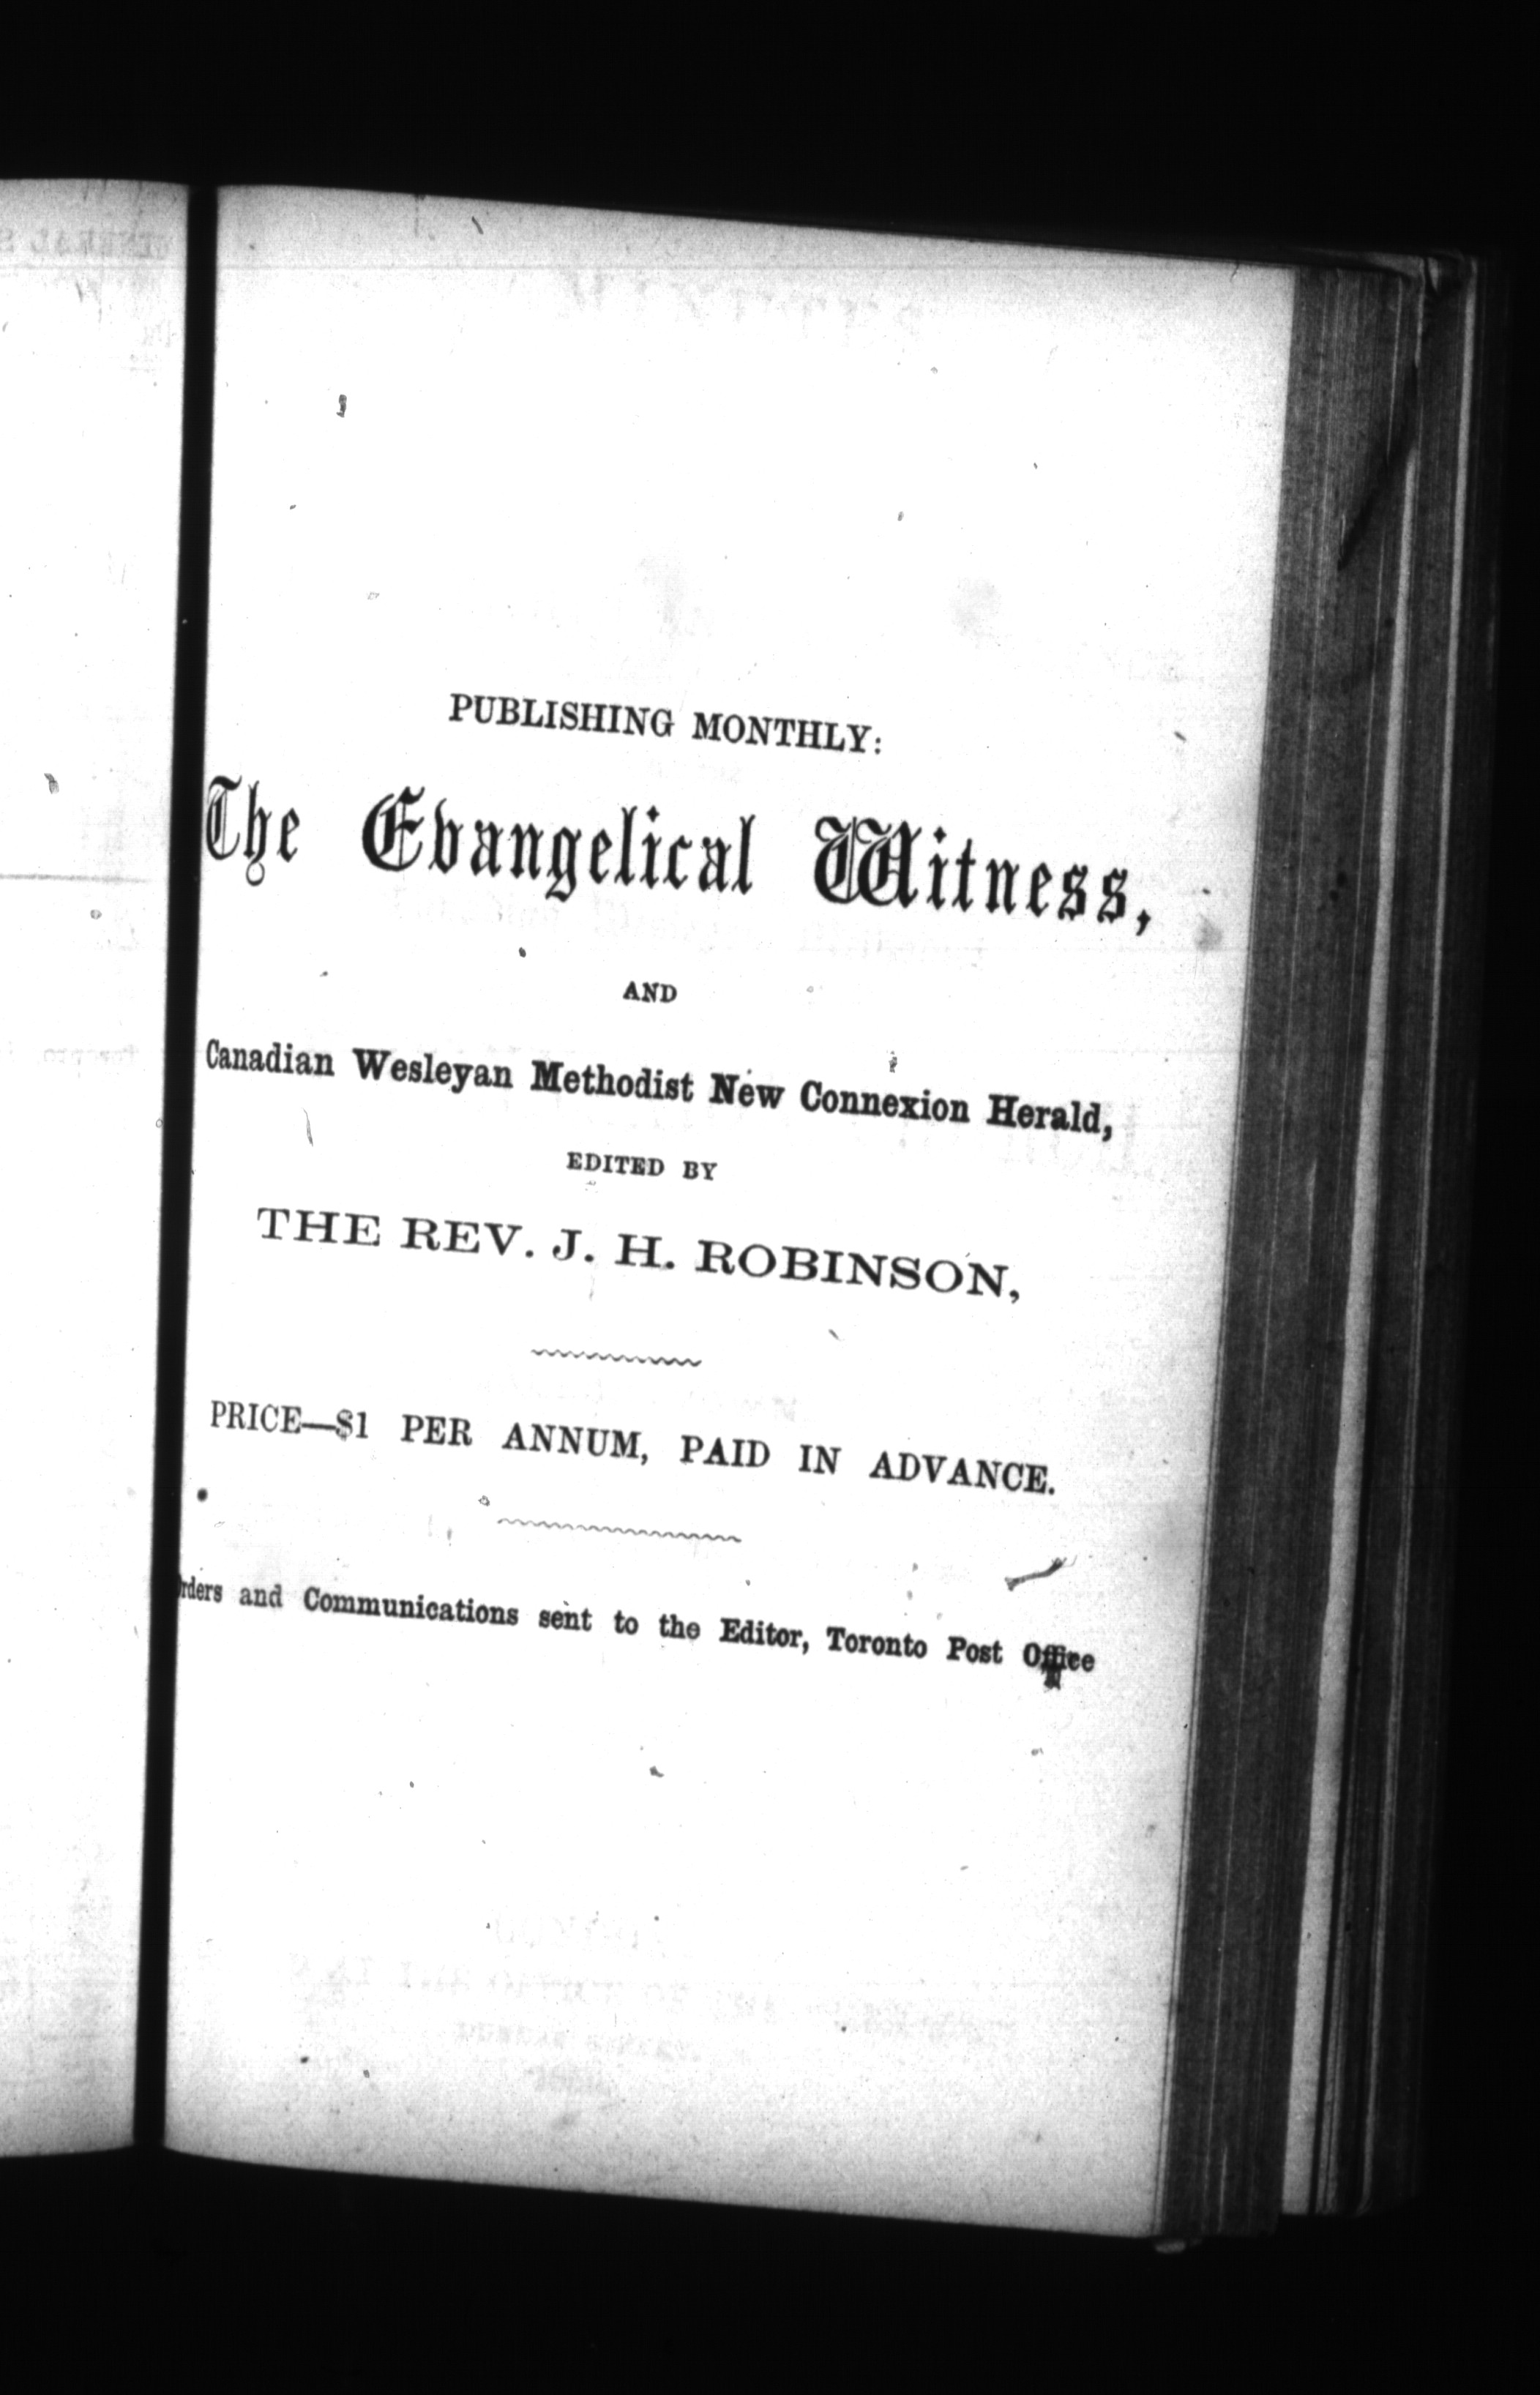 PUBLISHING MONTHLY:
The Evangelical Witness,
AND
Canadian Wesleyan Methodist New Connexion Herald,
EDITED BY
THE REV. J. H. ROBINSON,
PRICE—$1 PER ANNUM, PAID IN ADVANCE.
rders and Communications sent to the Editor, Toronto Post Office